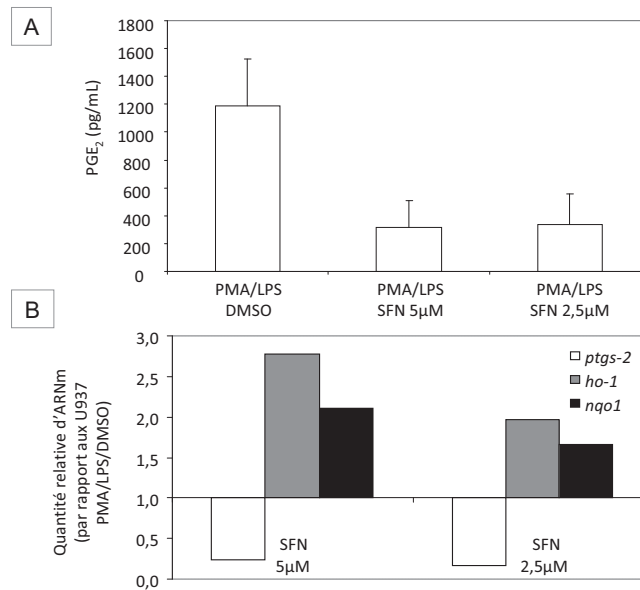 A
1800
1600
1400
1200
1000
800
600
400
200
0
PGE2 (pg/mL)
PMA/LPS
DMSO
PMA/LPS
SFN 5µM
PMA/LPS
SFN 2,5µM
B
3,0
2,5
2,0
1,5
1,0
0,5
0,0
Quantité relative d'ARNm
(par rapport aux U937
PMA/LPS/DMSO)
ptgs-2
ho-1
nqo1
SFN
5µM
SFN
2,5µM